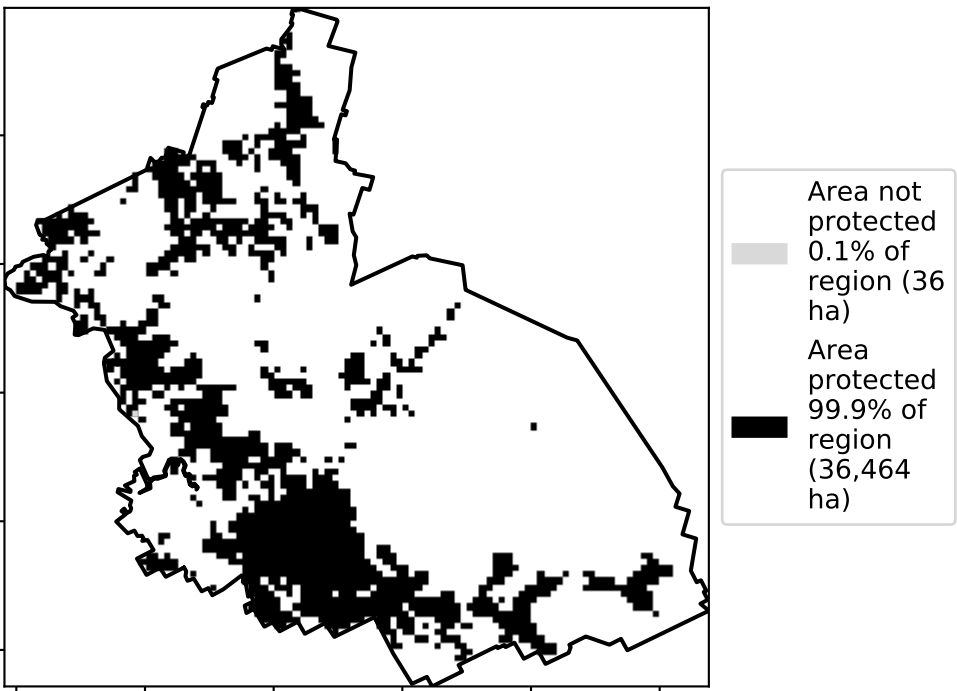 Area not
protected
0.1% of
region (36
ha)
Area
protected
99.9% of
region
(36,464
ha)